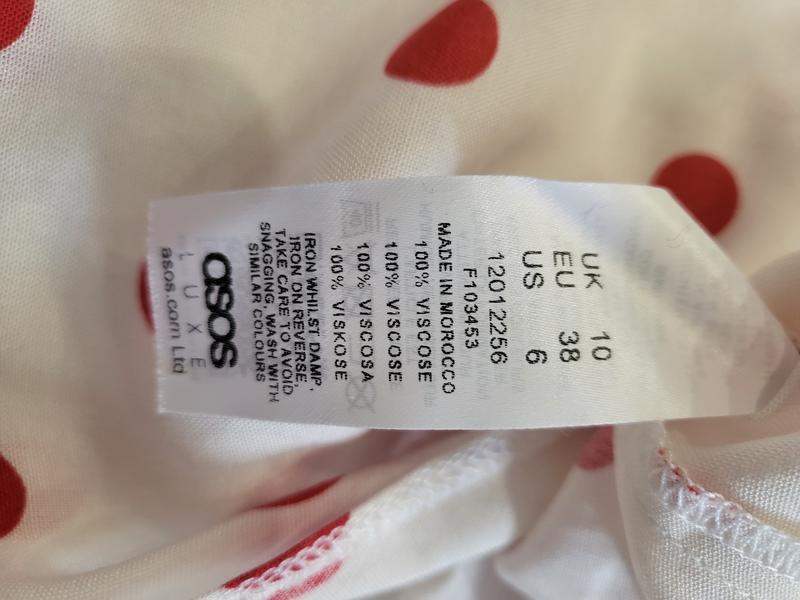 UK 10
EU 38
US 6
12012256
F103453
MADE IN MOROCCO
100% VISCOSE
100% VISCOSE
100% VISCOSA
100% VISKOSE
IRON WHILST DAMP,
IRON ON REVERSE,
TAKE CARE TO AVOID
SNAGGING, WASH WITH
SIMILAR COLOURS
asos
LUXE
asos.com Ltd